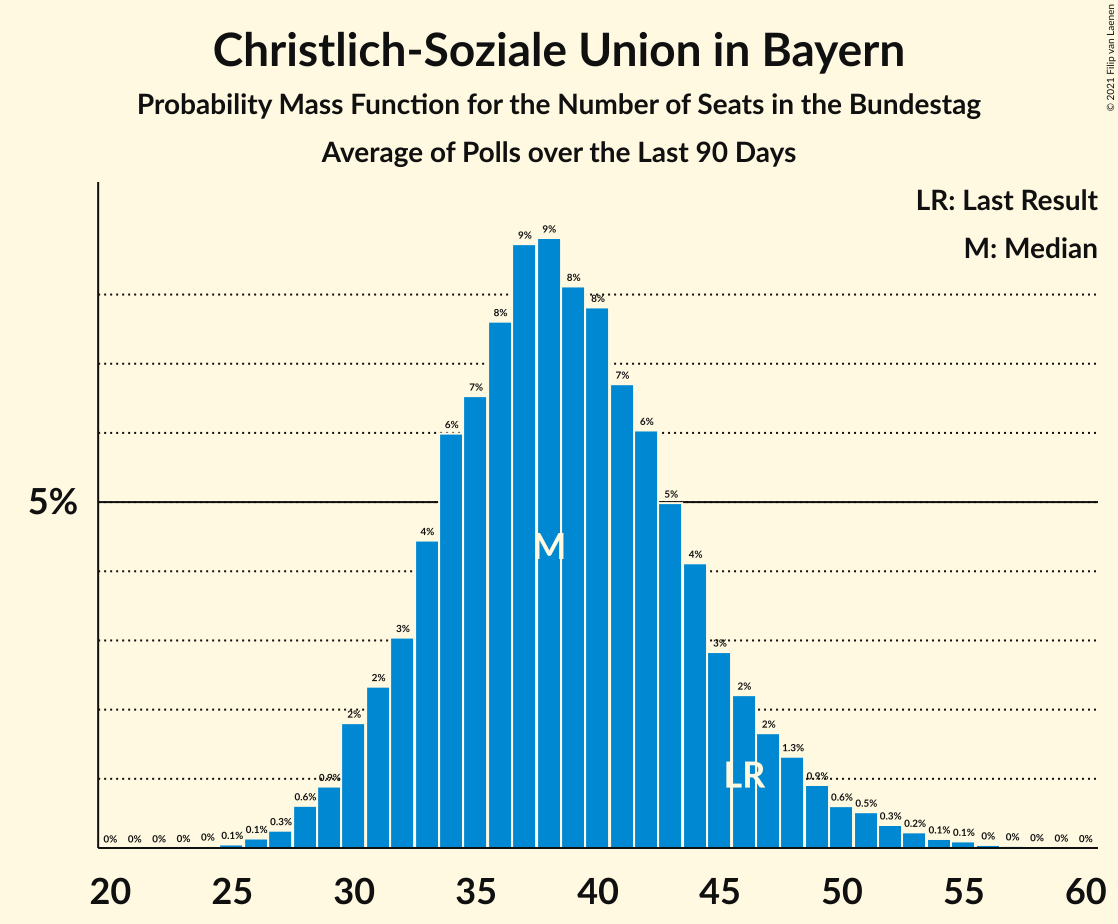 Christlich-Soziale Union in Bayern
Probability Mass Function for the Number of Seats in the Bundestag
Average of Polls over the Last 90 Days
© 2021 Filip van Laenen
LR: Last Result
M: Median
5%
0% 0% 0% 0% 0% 0.1% 0.1% 0.3% 0.6% 0.9% 2% 2% 3% 4% 6% 7% 8% 9% 9% 8% 8% 7% 6% 5% 4% 3% 2% 2% 1.3% 0.9% 0.6% 0.5% 0.3% 0.2% 0.1% 0.1% 0% 0% 0% 0% 0%
M
LR
20 25 30 35 40 45 50 55 60